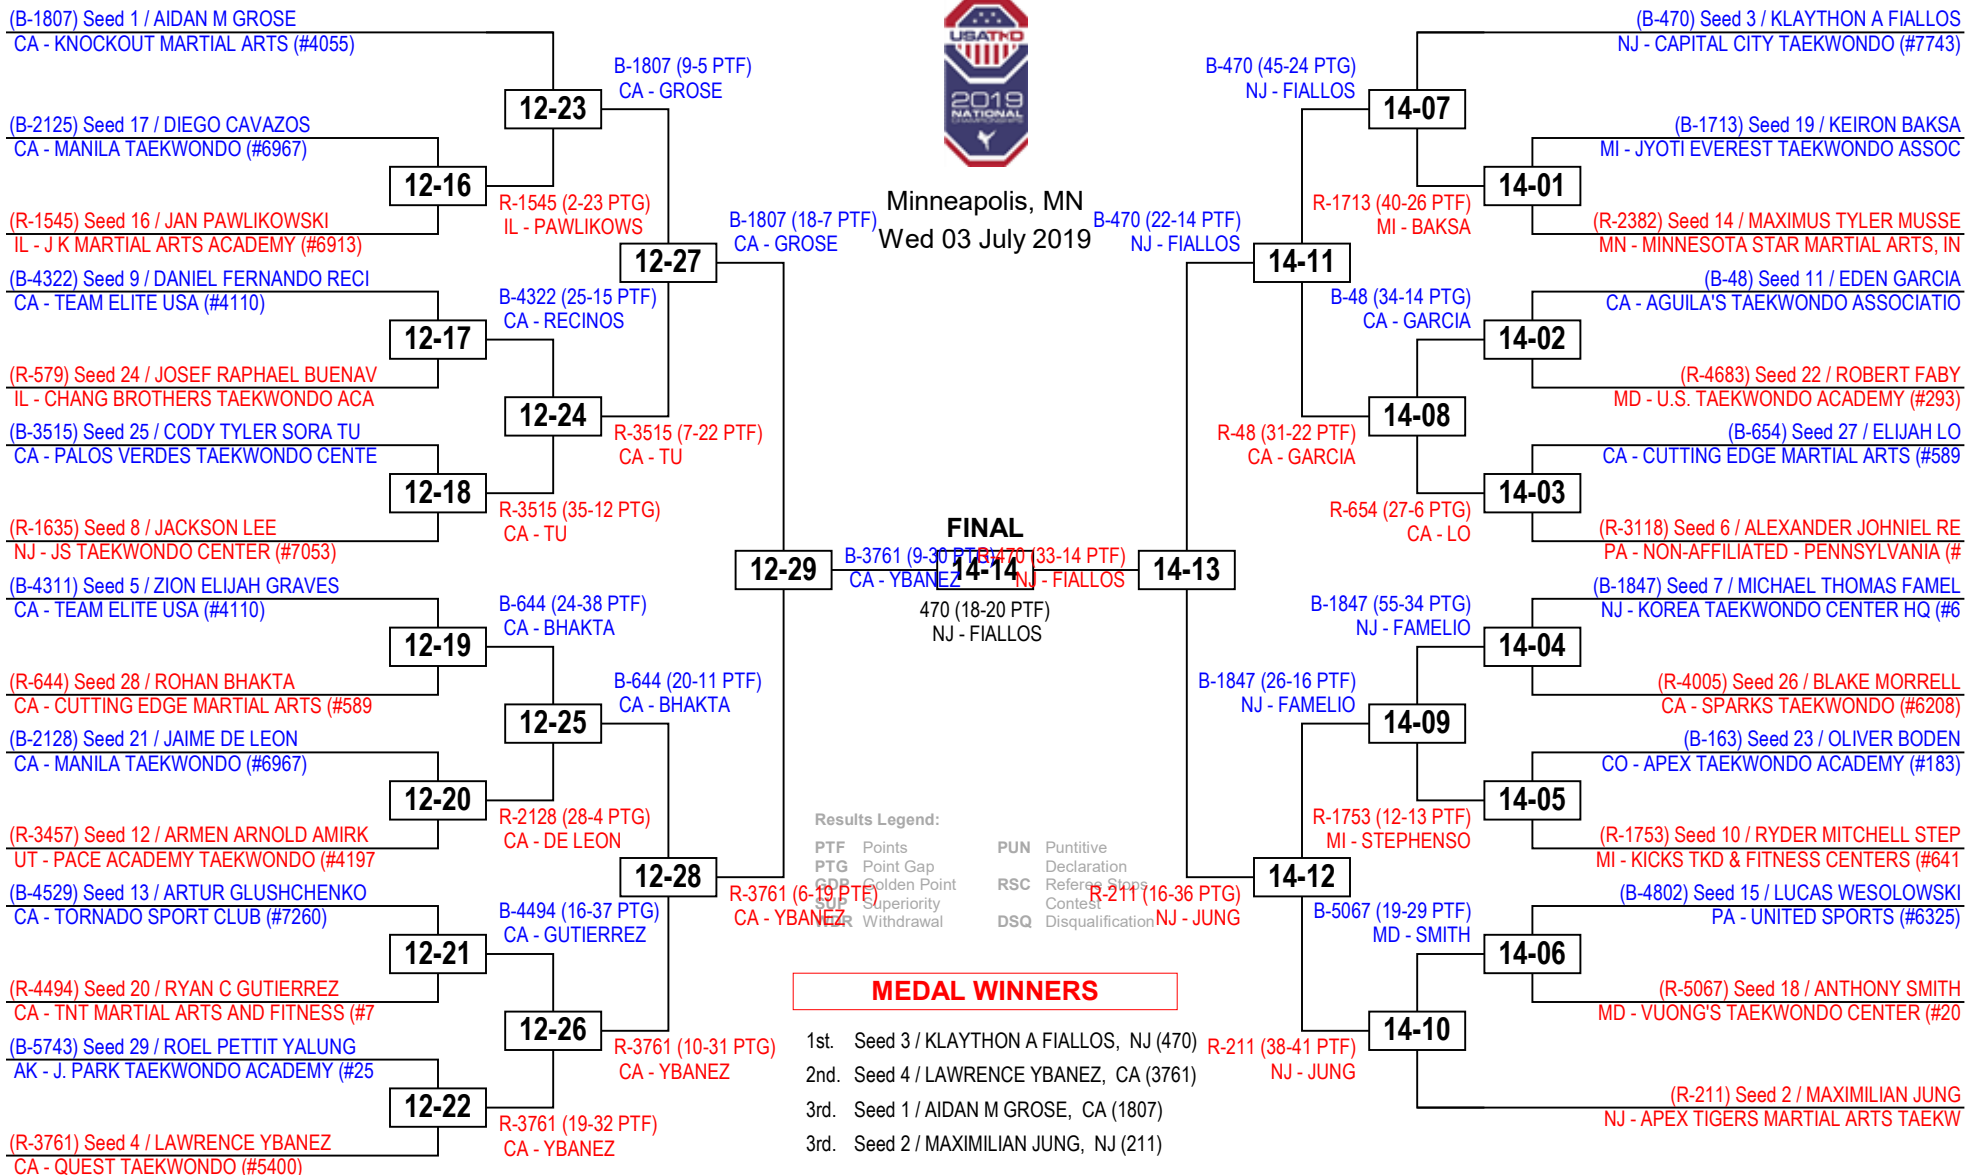 (B-1807) Seed 1 / AIDAN M GROSE
CA - KNOCKOUT MARTIAL ARTS (#4055)
(B-2125) Seed 17 / DIEGO CAVAZOS
CA - MANILA TAEKWONDO (#6967)
(R-1545) Seed 16 / JAN PAWLIKOWSKI
IL - J K MARTIAL ARTS ACADEMY (#6913)
(B-4322) Seed 9 / DANIEL FERNANDO RECI
CA - TEAM ELITE USA (#4110)
(R-579) Seed 24 / JOSEF RAPHAEL BUENAV
IL - CHANG BROTHERS TAEKWONDO ACA
(B-3515) Seed 25 / CODY TYLER SORA TU
CA - PALOS VERDES TAEKWONDO CENTE
(R-1635) Seed 8 / JACKSON LEE
NJ - JS TAEKWONDO CENTER (#7053)
(B-4311) Seed 5 / ZION ELIJAH GRAVES
CA - TEAM ELITE USA (#4110)
(R-644) Seed 28 / ROHAN BHAKTA
CA - CUTTING EDGE MARTIAL ARTS (#589
(B-2128) Seed 21 / JAIME DE LEON
CA - MANILA TAEKWONDO (#6967)
(R-3457) Seed 12 / ARMEN ARNOLD AMIRK
UT - PACE ACADEMY TAEKWONDO (#4197
(B-4529) Seed 13 / ARTUR GLUSHCHENKO
CA - TORNADO SPORT CLUB (#7260)
(R-4494) Seed 20 / RYAN C GUTIERREZ
CA - TNT MARTIAL ARTS AND FITNESS (#7
(B-5743) Seed 29 / ROEL PETTIT YALUNG
AK - J. PARK TAEKWONDO ACADEMY (#25
(R-3761) Seed 4 / LAWRENCE YBANEZ
CA - QUEST TAEKWONDO (#5400)
12-16
12-17
12-18
12-19
12-20
12-21
12-22
R-1545 (2-23 PTG)
IL - PAWLIKOWS
B-4322 (25-15 PTF)
CA - RECINOS
R-3515 (35-12 PTG)
CA - TU
B-644 (24-38 PTF)
CA - BHAKTA
R-2128 (28-4 PTG)
CA - DE LEON
B-4494 (16-37 PTG)
CA - GUTIERREZ
R-3761 (19-32 PTF)
CA - YBANEZ
12-23
12-24
12-25
12-26
B-1807 (9-5 PTF)
CA - GROSE
R-3515 (7-22 PTF)
CA - TU
B-644 (20-11 PTF)
CA - BHAKTA
R-3761 (10-31 PTG)
CA - YBANEZ
12-27
12-28
B-1807 (18-7 PTF)
CA - GROSE
R-3761 (6-19 PTF)
CA - YBANEZ
12-29
USATKD
2019
NATIONAL
CHAMPIONSHIPS
Minneapolis, MN
Wed 03 July 2019
FINAL
B-3761 (9-30 PTG)
CA - YBANEZ
14-14
R-470 (33-14 PTF)
NJ - FIALLOS
470 (18-20 PTF)
NJ - FIALLOS
Results Legend:
PTF Points
PTG Point Gap
GDP Golden Point
SUP Superiority
WDR Withdrawal
PUN Puntitive
Declaration
RSC Referee Stops
Contest
DSQ Disqualification
MEDAL WINNERS
1st. Seed 3 / KLAYTHON A FIALLOS, NJ (470)
2nd. Seed 4 / LAWRENCE YBANEZ, CA (3761)
3rd. Seed 1 / AIDAN M GROSE, CA (1807)
3rd. Seed 2 / MAXIMILIAN JUNG, NJ (211)
14-13
B-470 (22-14 PTF)
NJ - FIALLOS
R-211 (16-36 PTG)
NJ - JUNG
14-11
14-12
B-470 (45-24 PTG)
NJ - FIALLOS
R-48 (31-22 PTF)
CA - GARCIA
B-1847 (26-16 PTF)
NJ - FAMELIO
R-211 (38-41 PTF)
NJ - JUNG
14-07
14-08
14-09
14-10
R-1713 (40-26 PTF)
MI - BAKSA
B-48 (34-14 PTG)
CA - GARCIA
R-654 (27-6 PTG)
CA - LO
B-1847 (55-34 PTG)
NJ - FAMELIO
R-1753 (12-13 PTF)
MI - STEPHENSO
B-5067 (19-29 PTF)
MD - SMITH
14-01
14-02
14-03
14-04
14-05
14-06
(B-470) Seed 3 / KLAYTHON A FIALLOS
NJ - CAPITAL CITY TAEKWONDO (#7743)
(B-1713) Seed 19 / KEIRON BAKSA
MI - JYOTI EVEREST TAEKWONDO ASSOC
(R-2382) Seed 14 / MAXIMUS TYLER MUSSE
MN - MINNESOTA STAR MARTIAL ARTS, IN
(B-48) Seed 11 / EDEN GARCIA
CA - AGUILA'S TAEKWONDO ASSOCIATIO
(R-4683) Seed 22 / ROBERT FABY
MD - U.S. TAEKWONDO ACADEMY (#293)
(B-654) Seed 27 / ELIJAH LO
CA - CUTTING EDGE MARTIAL ARTS (#589
(R-3118) Seed 6 / ALEXANDER JOHNIEL RE
PA - NON-AFFILIATED - PENNSYLVANIA (#
(B-1847) Seed 7 / MICHAEL THOMAS FAMEL
NJ - KOREA TAEKWONDO CENTER HQ (#6
(R-4005) Seed 26 / BLAKE MORRELL
CA - SPARKS TAEKWONDO (#6208)
(B-163) Seed 23 / OLIVER BODEN
CO - APEX TAEKWONDO ACADEMY (#183)
(R-1753) Seed 10 / RYDER MITCHELL STEP
MI - KICKS TKD & FITNESS CENTERS (#641
(B-4802) Seed 15 / LUCAS WESOLOWSKI
PA - UNITED SPORTS (#6325)
(R-5067) Seed 18 / ANTHONY SMITH
MD - VUONG'S TAEKWONDO CENTER (#20
(R-211) Seed 2 / MAXIMILIAN JUNG
NJ - APEX TIGERS MARTIAL ARTS TAEKW